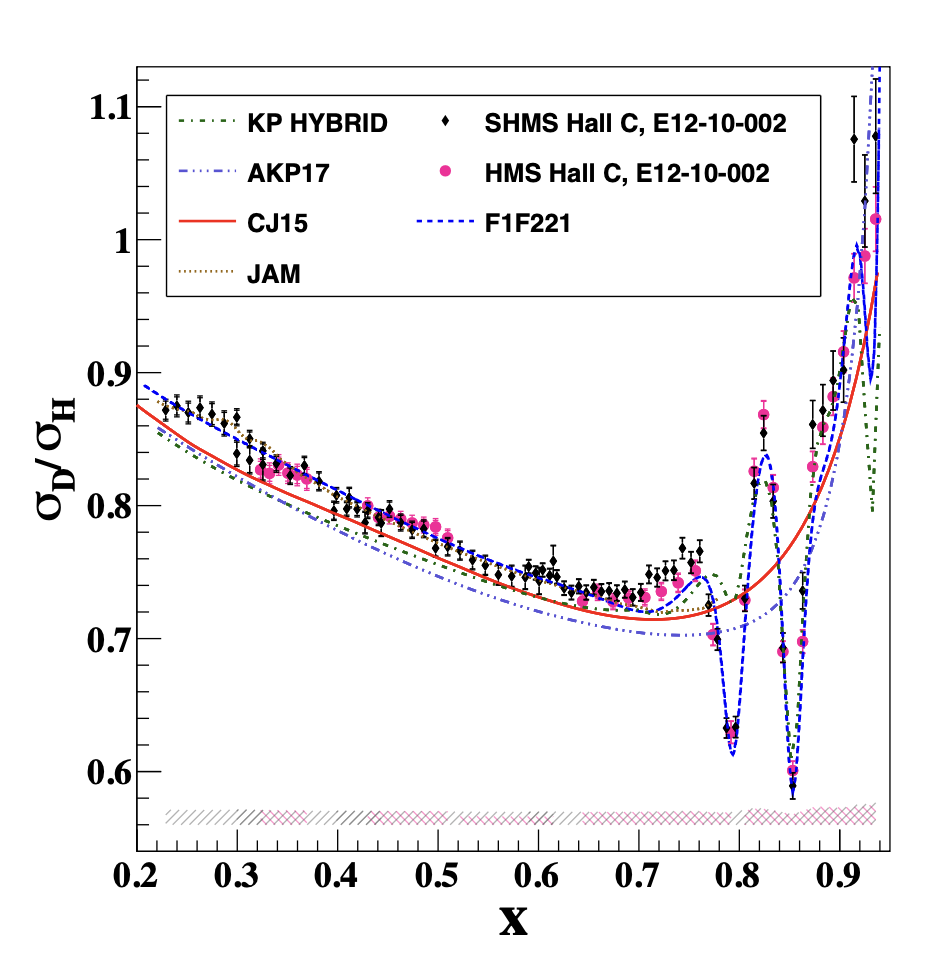 σD/σH
1.1
1
0.9
0.8
0.7
0.6
KP HYBRID
AKP17
CJ15
JAM
SHMS Hall C, E12-10-002
HMS Hall C, E12-10-002
F1F221
0.2 0.3 0.4 0.5 0.6 0.7 0.8 0.9
x